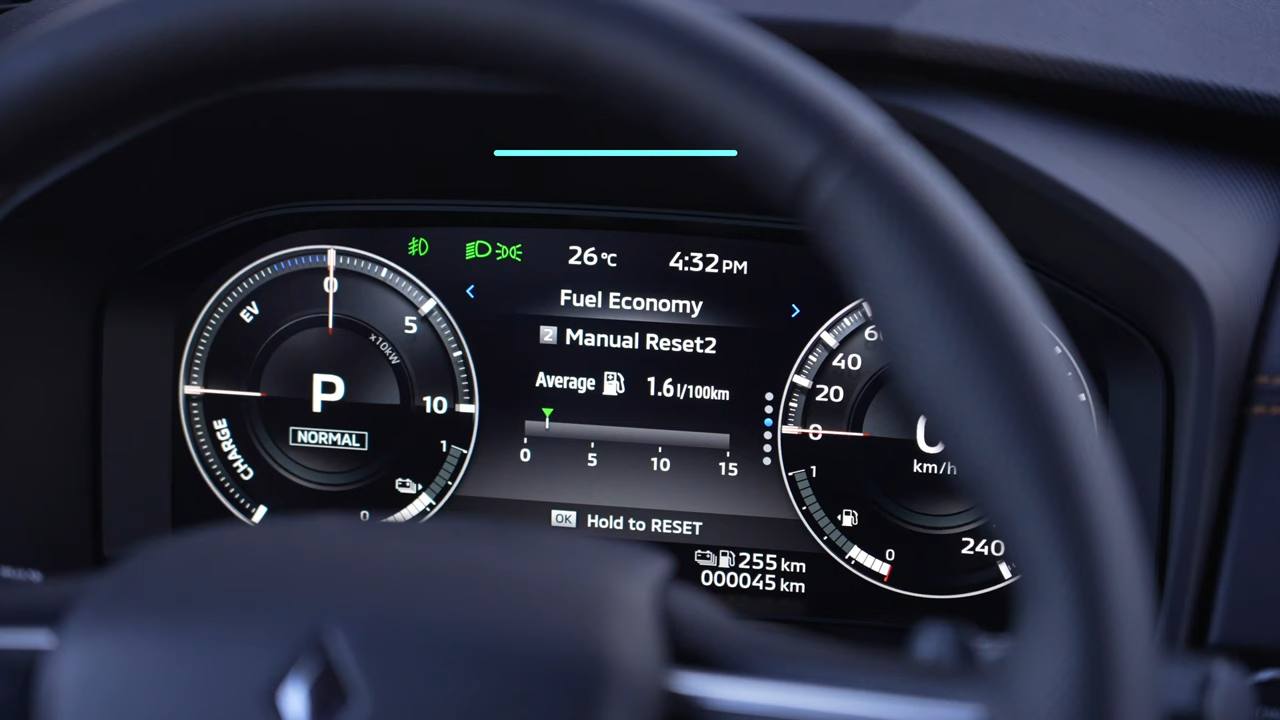 26°C 4:32PM
Fuel Economy
2 Manual Reset2
Average 1.6 l/100km
0 5 10 15
OK Hold to RESET
255 km
000045 km
EV
0
5
x10kW
10
P
NORMAL
CHARGE
1
0
60
40
20
0
km/h
1
0
240